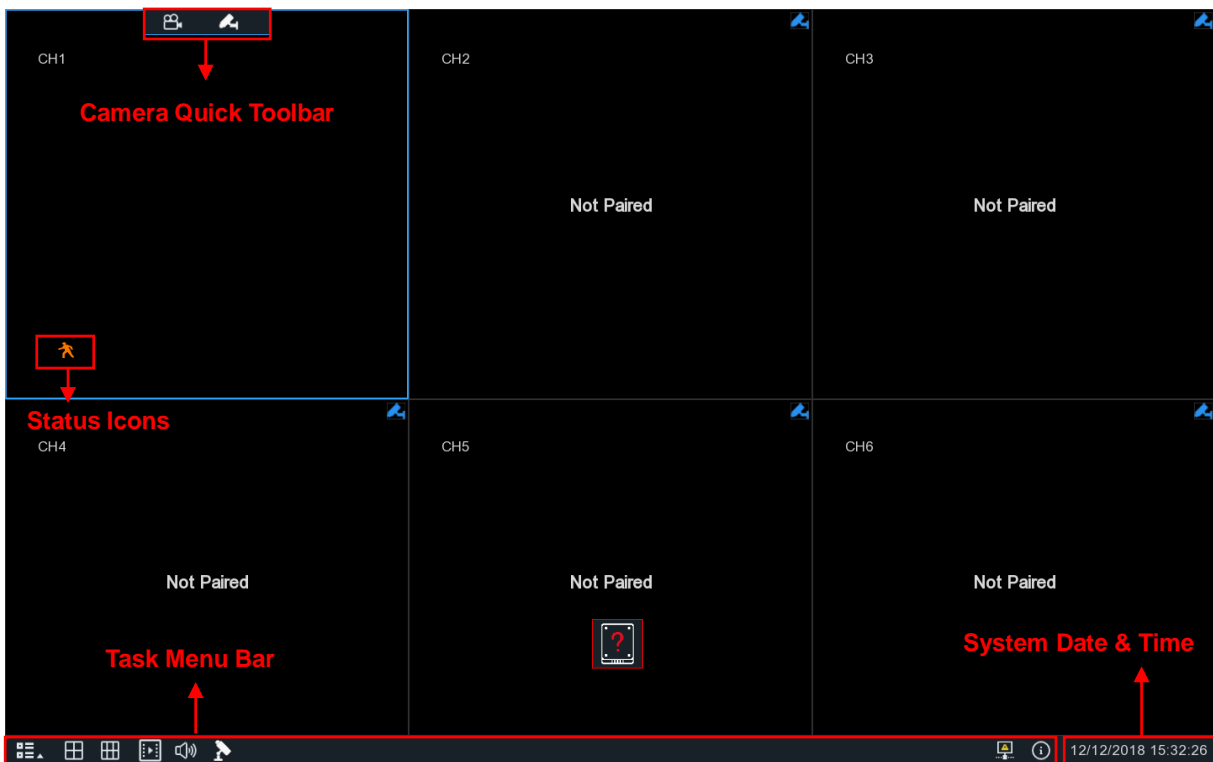 CH1
CH2
CH3
Camera Quick Toolbar
Not Paired
Not Paired
Status Icons
CH4
CH5
CH6
Not Paired
Not Paired
Not Paired
?
Task Menu Bar
System Date & Time
12/12/2018 15:32:26